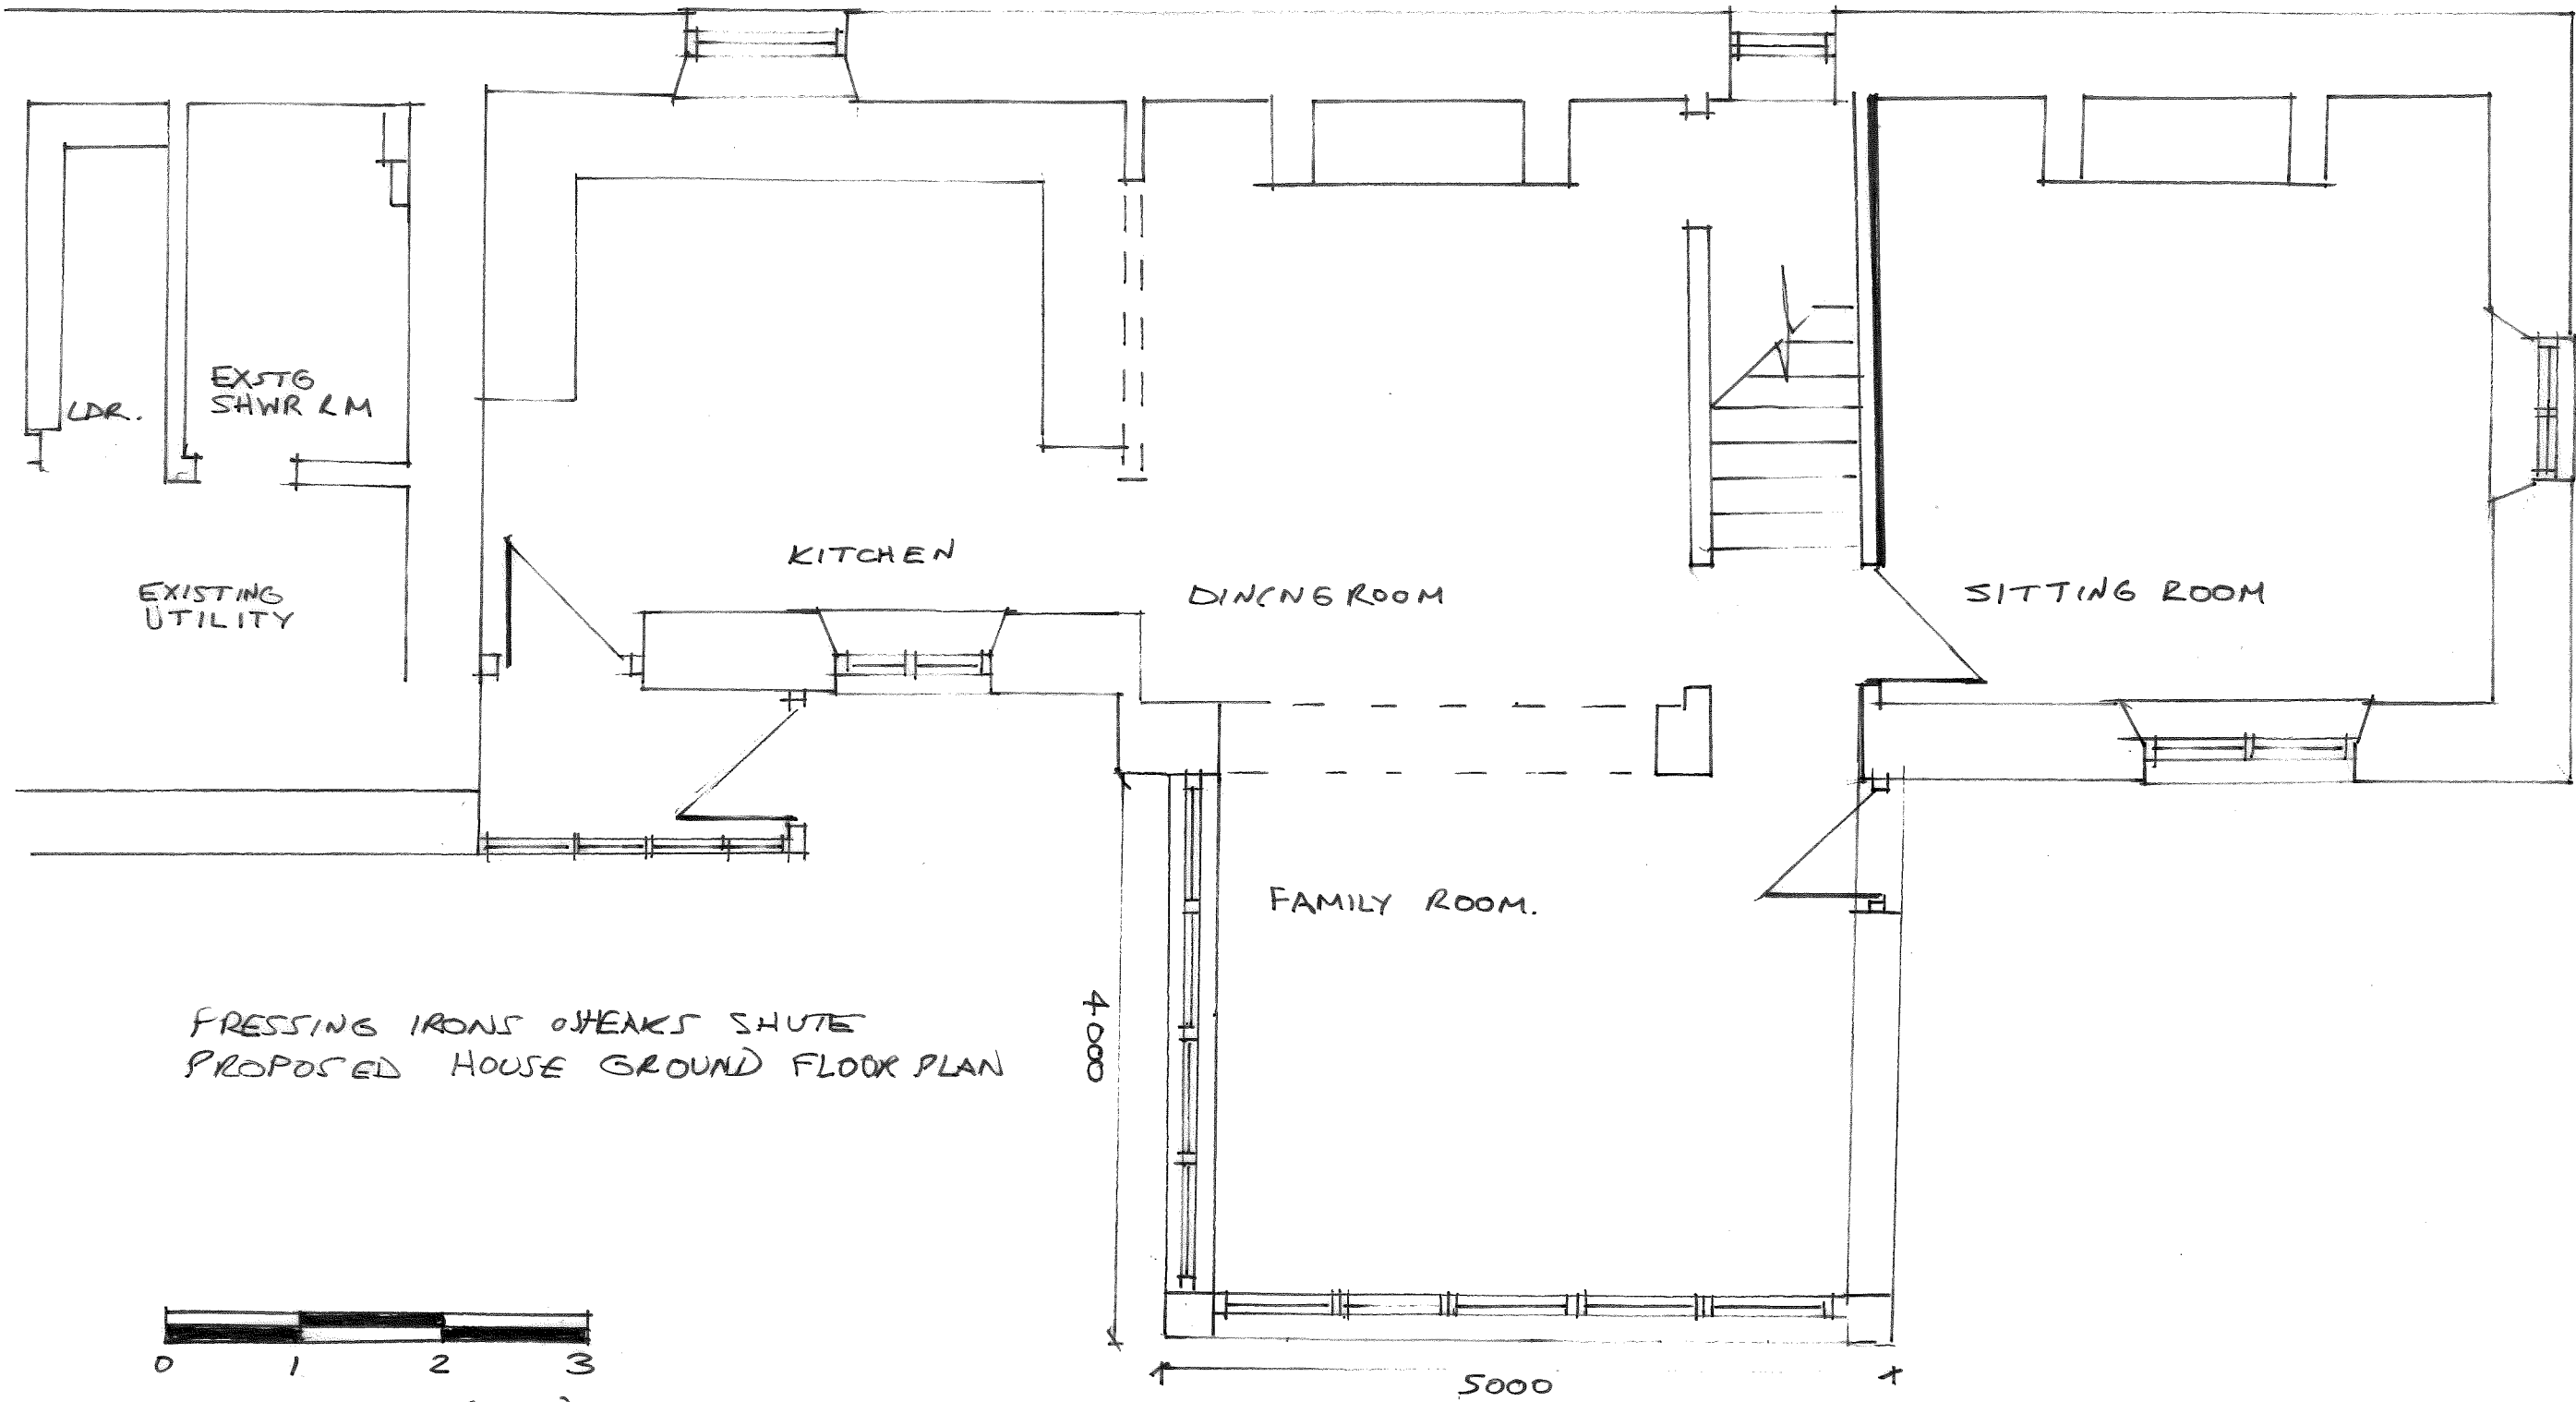 EXSTG
SHWR RM
LDR.
KITCHEN
EXISTING
UTILITY
DINING ROOM
SITTING ROOM
FAMILY ROOM.
4000
PROPOSED HOUSE GROUND FLOOR PLAN
IRONS SHUTE
0 1 2 3
5000